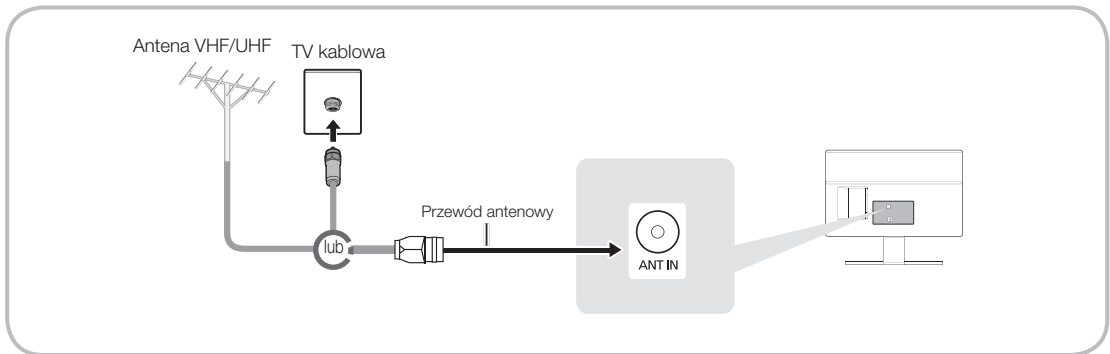 Antena VHF/UHF
TV kablowa
Przewód antenowy
lub
ANT IN